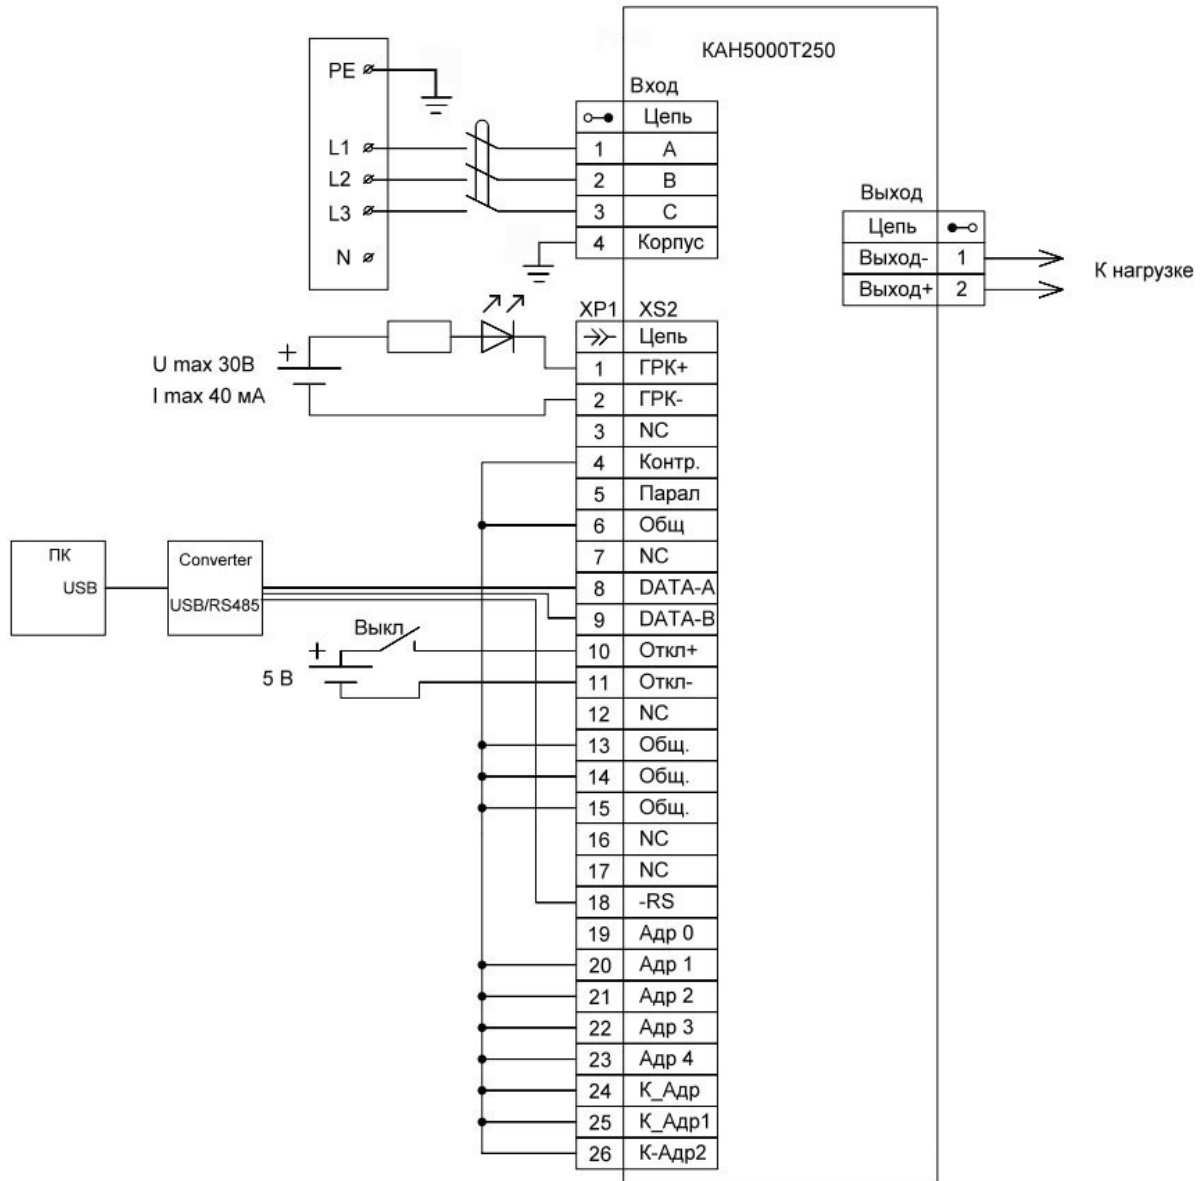 КАН5000Т250
PE
L1
L2
L3
N
Вход
Цепь
1 A
2 B
3 C
4 Корпус
Выход
Цепь
Выход- 1
Выход+ 2
К нагрузке
XP1 XS2
Цепь
1 ГРК+
2 ГРК-
3 NC
4 Контр.
5 Парал
6 Общ
7 NC
8 DATA-A
9 DATA-B
10 Откл+
11 Откл-
12 NC
13 Общ.
14 Общ.
15 Общ.
16 NC
17 NC
18 -RS
19 Адр 0
20 Адр 1
21 Адр 2
22 Адр 3
23 Адр 4
24 К_Адр
25 К_Адр1
26 К-Адр2
+
U max 30В
I max 40 мА
ПК
USB
Converter
USB/RS485
Выкл
+
5 В